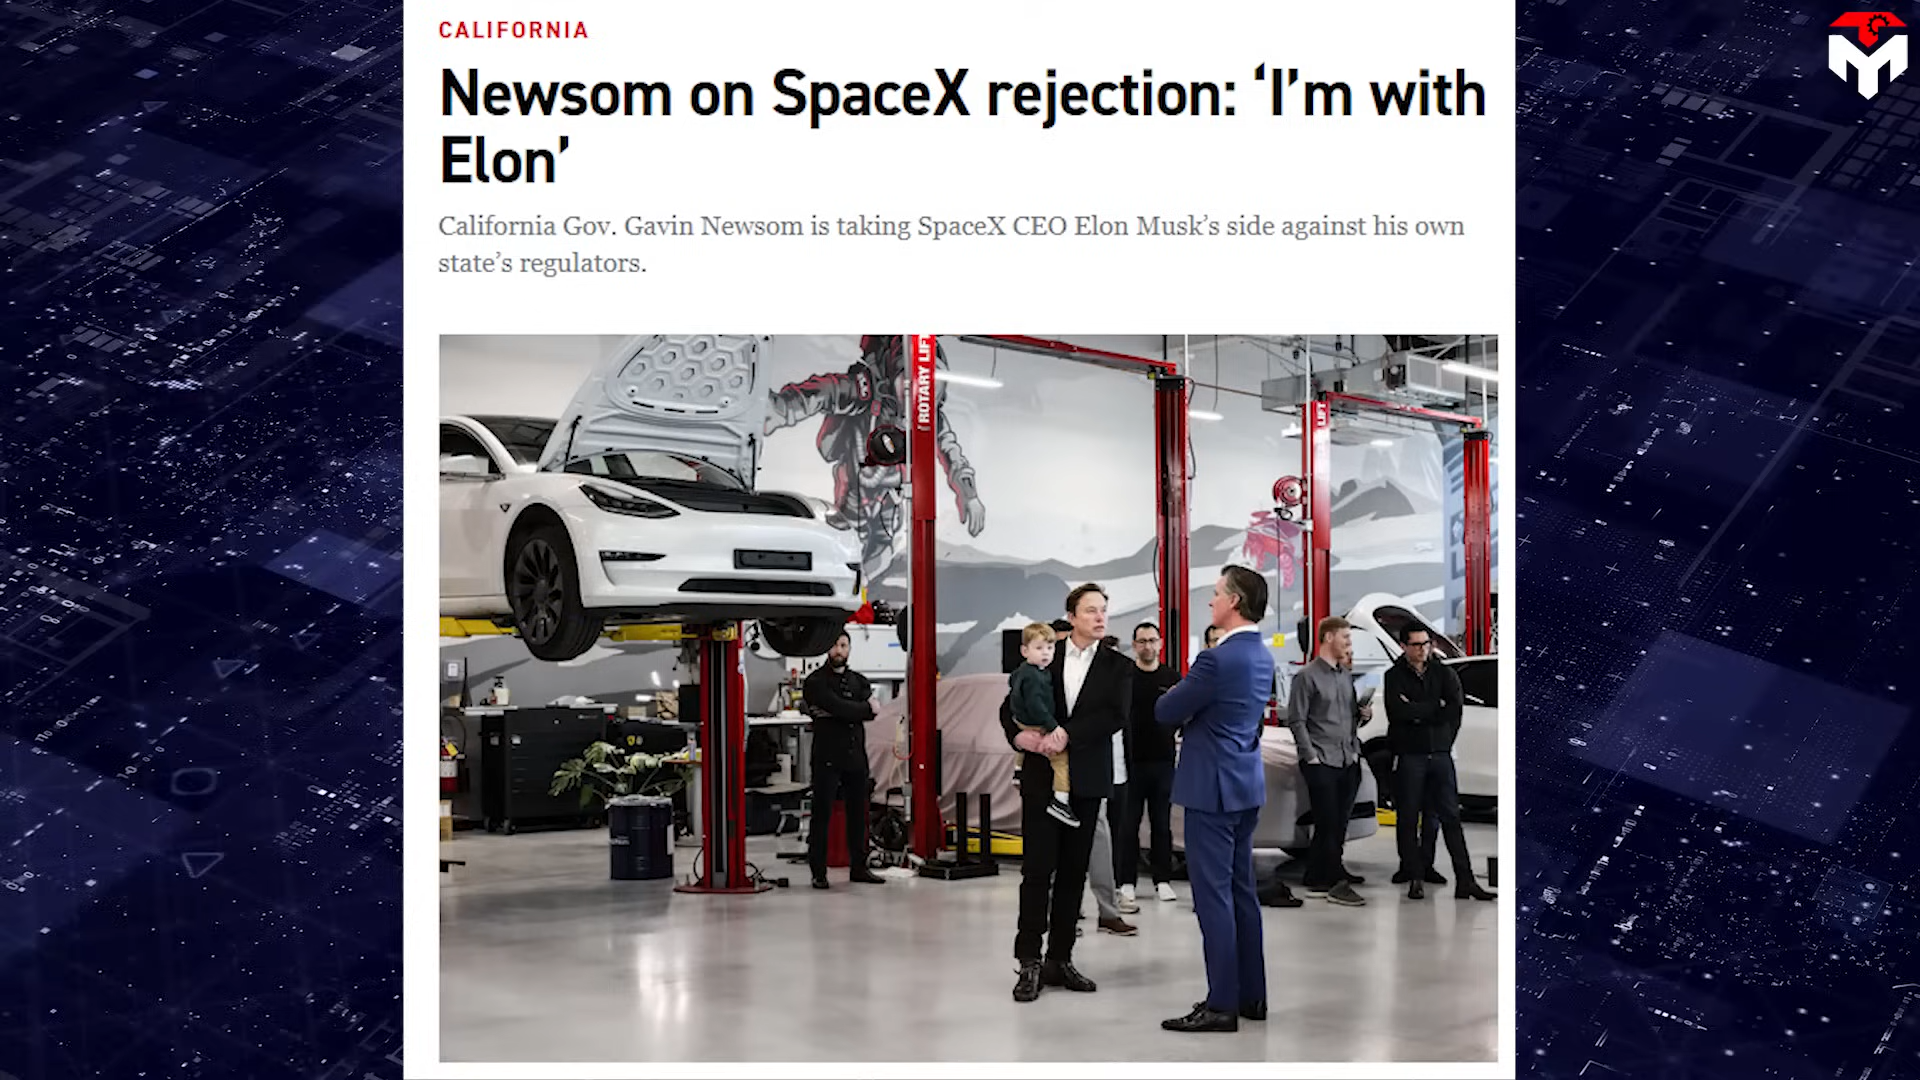 CALIFORNIA
Newsom on SpaceX rejection: ‘I’m with
Elon’
California Gov. Gavin Newsom is taking SpaceX CEO Elon Musk’s side against his own
state’s regulators.
ROTARY LIF
LIFT